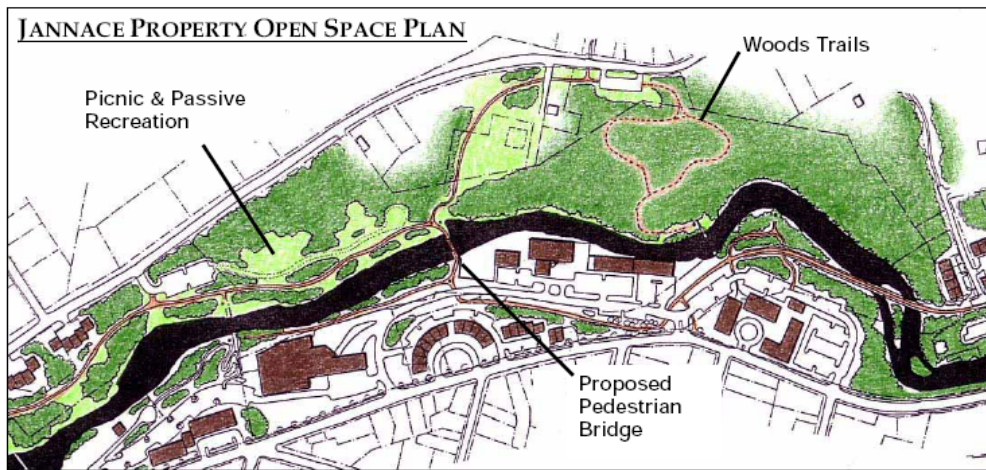 JANNACE PROPERTY OPEN SPACE PLAN
Woods Trails
Picnic & Passive
Recreation
Proposed
Pedestrian
Bridge